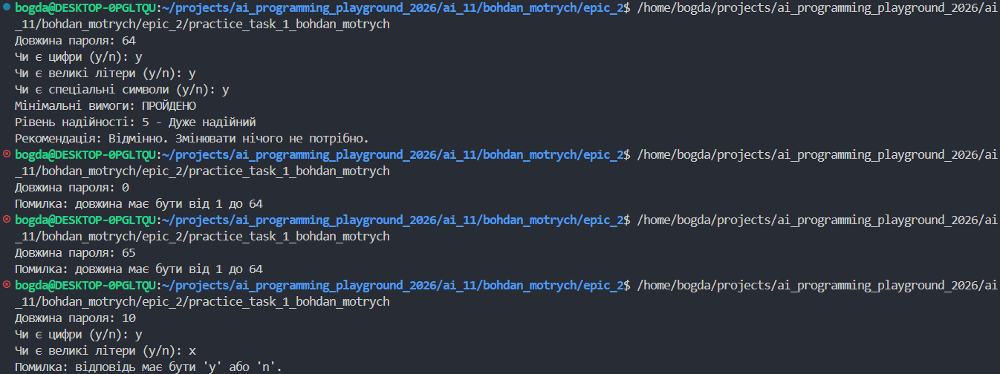 bogda@DESKTOP-0PGLTQU:~/projects/ai_programming_playground_2026/ai_11/bohdan_motrych/epic_2$ /home/bogda/projects/ai_programming_playground_2026/ai
_11/bohdan_motrych/epic_2/practice_task_1_bohdan_motrych
Довжина пароля: 64
Чи є цифри (y/n): y
Чи є великі літери (y/n): y
Чи є спеціальні символи (y/n): y
Мінімальні вимоги: ПРОЙДЕНО
Рівень надійності: 5 - Дуже надійний
Рекомендація: Відмінно. Змінювати нічого не потрібно.
bogda@DESKTOP-0PGLTQU:~/projects/ai_programming_playground_2026/ai_11/bohdan_motrych/epic_2$ /home/bogda/projects/ai_programming_playground_2026/ai
_11/bohdan_motrych/epic_2/practice_task_1_bohdan_motrych
Довжина пароля: 0
Помилка: довжина має бути від 1 до 64
bogda@DESKTOP-0PGLTQU:~/projects/ai_programming_playground_2026/ai_11/bohdan_motrych/epic_2$ /home/bogda/projects/ai_programming_playground_2026/ai
_11/bohdan_motrych/epic_2/practice_task_1_bohdan_motrych
Довжина пароля: 65
Помилка: довжина має бути від 1 до 64
bogda@DESKTOP-0PGLTQU:~/projects/ai_programming_playground_2026/ai_11/bohdan_motrych/epic_2$ /home/bogda/projects/ai_programming_playground_2026/ai
_11/bohdan_motrych/epic_2/practice_task_1_bohdan_motrych
Довжина пароля: 10
Чи є цифри (y/n): y
Чи є великі літери (y/n): x
Помилка: відповідь має бути 'y' або 'n'.